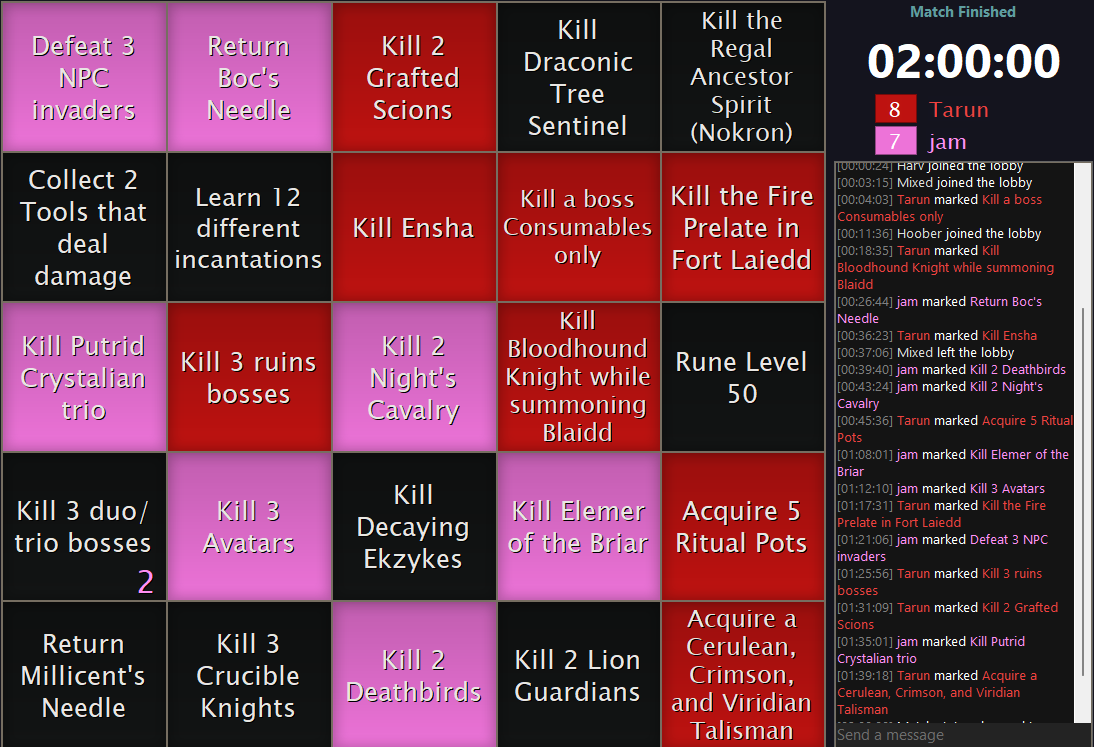 Defeat 3
NPC
invaders
Return
Boc's
Needle
Kill 2
Grafted
Scions
Kill
Draconic
Tree
Sentinel
Kill the
Regal
Ancestor
Spirit
(Nokron)
Collect 2
Tools that
deal
damage
Learn 12
different
incantations
Kill Ensha
Kill a boss
Consumables
only
Kill the Fire
Prelate in
Fort Laiedd
Kill Putrid
Crystalian
trio
Kill 3 ruins
bosses
Kill 2
Night's
Cavalry
Kill
Bloodhound
Knight while
summoning
Blaidd
Rune Level
50
Kill 3 duo/
trio bosses
2
Kill 3
Avatars
Kill
Decaying
Ekzykes
Kill Elemer
of the Briar
Acquire 5
Ritual Pots
Return
Millicent's
Needle
Kill 3
Crucible
Knights
Kill 2
Deathbirds
Kill 2 Lion
Guardians
Acquire a
Cerulean,
Crimson,
and Viridian
Talisman
Match Finished
02:00:00
8 Tarun
7 jam
[00:00:24] Harv joined the lobby
[00:03:15] Mixed joined the lobby
[00:04:03] Tarun marked Kill a boss
Consumables only
[00:11:36] Hoober joined the lobby
[00:18:35] Tarun marked Kill
Bloodhound Knight while summoning
Blaidd
[00:26:44] jam marked Return Boc's
Needle
[00:36:23] Tarun marked Kill Ensha
[00:37:06] Mixed left the lobby
[00:39:40] jam marked Kill 2 Deathbirds
[00:43:24] jam marked Kill 2 Night's
Cavalry
[00:45:36] Tarun marked Acquire 5 Ritual
Pots
[01:08:01] jam marked Kill Elemer of the
Briar
[01:12:10] jam marked Kill 3 Avatars
[01:17:31] Tarun marked Kill the Fire
Prelate in Fort Laiedd
[01:21:06] jam marked Defeat 3 NPC
invaders
[01:25:56] Tarun marked Kill 3 ruins
bosses
[01:31:09] Tarun marked Kill 2 Grafted
Scions
[01:35:01] jam marked Kill Putrid
Crystalian trio
[01:39:18] Tarun marked Acquire a
Cerulean, Crimson, and Viridian
Talisman
Send a message